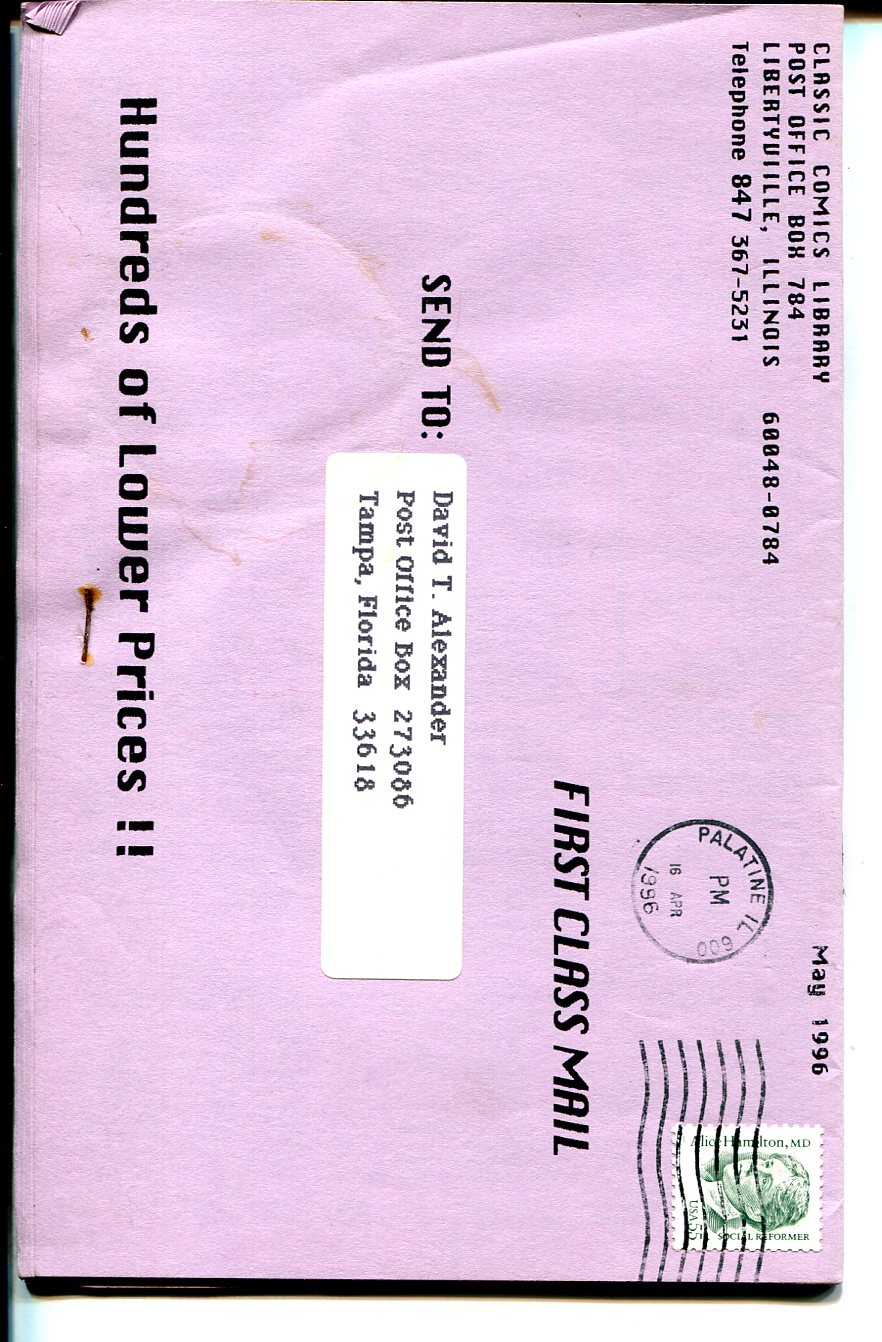 CLASSIC COMICS LIBRARY
POST OFFICE BOX 784
LIBERTYVIILLE, ILLINOIS 60048-0784
Telephone 847 367-5231
May 1996
PALATINE IL
PM
16 APR
1996
009
Alice Hamilton, MD
SOCIAL REFORMER
USA 55
FIRST CLASS MAIL
SEND TO:
David T. Alexander
Post Office Box 273086
Tampa, Florida 33618
Hundreds of Lower Prices !!